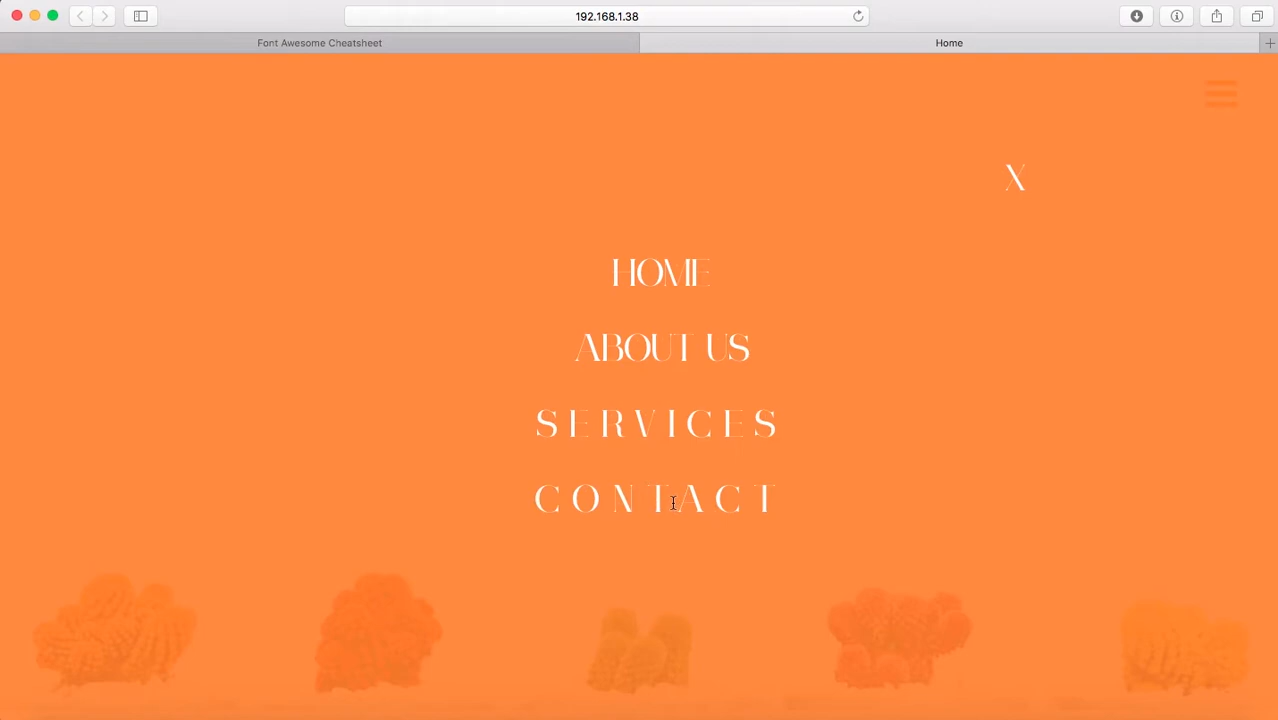 192.168.1.38
Font Awesome Cheatsheet
Home
X
HOME
ABOUT US
SERVICES
CONTACT